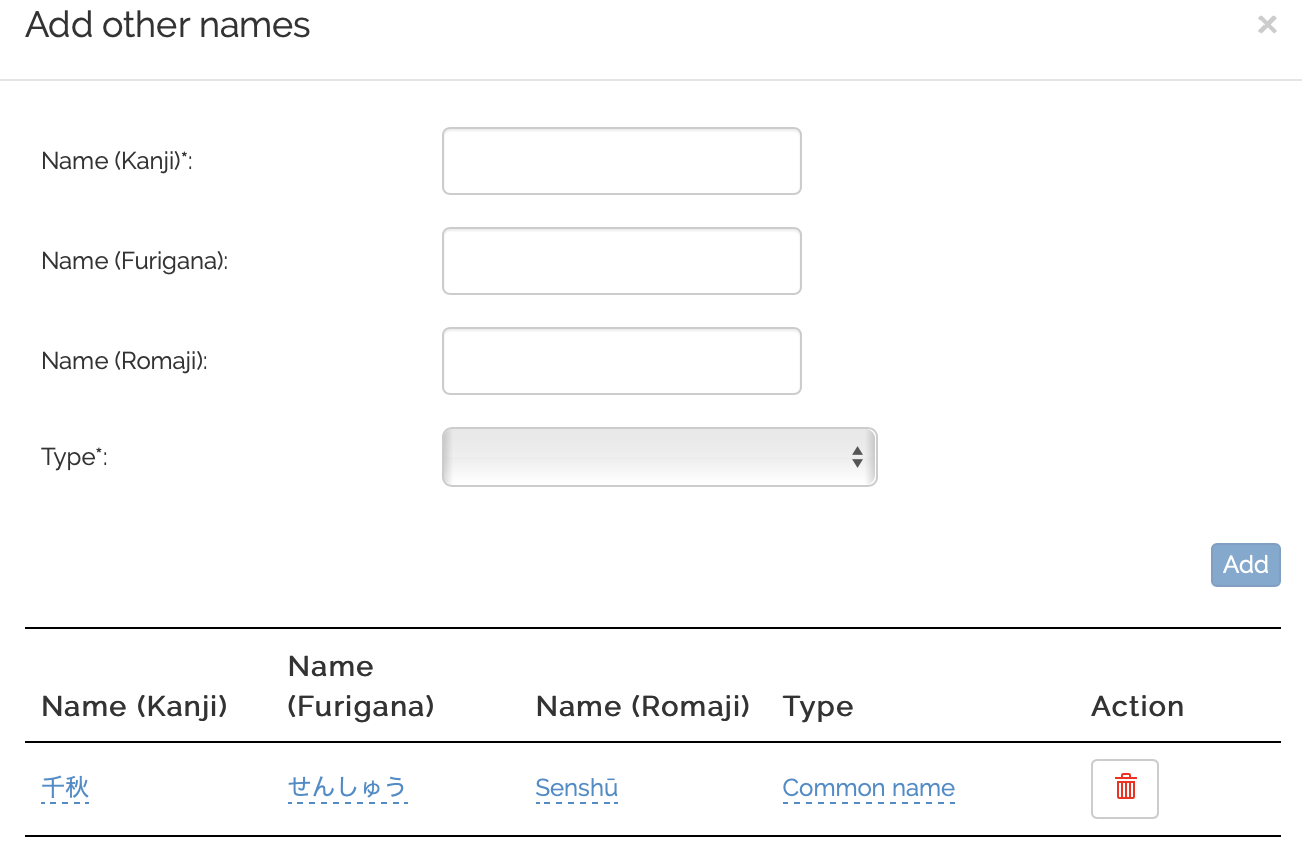 Add other names ×
Name (Kanji)*:
Name (Furigana):
Name (Romaji):
Type*:
Add
Name (Kanji) Name (Furigana) Name (Romaji) Type Action
千秋 せんしゅう Senshū Common name